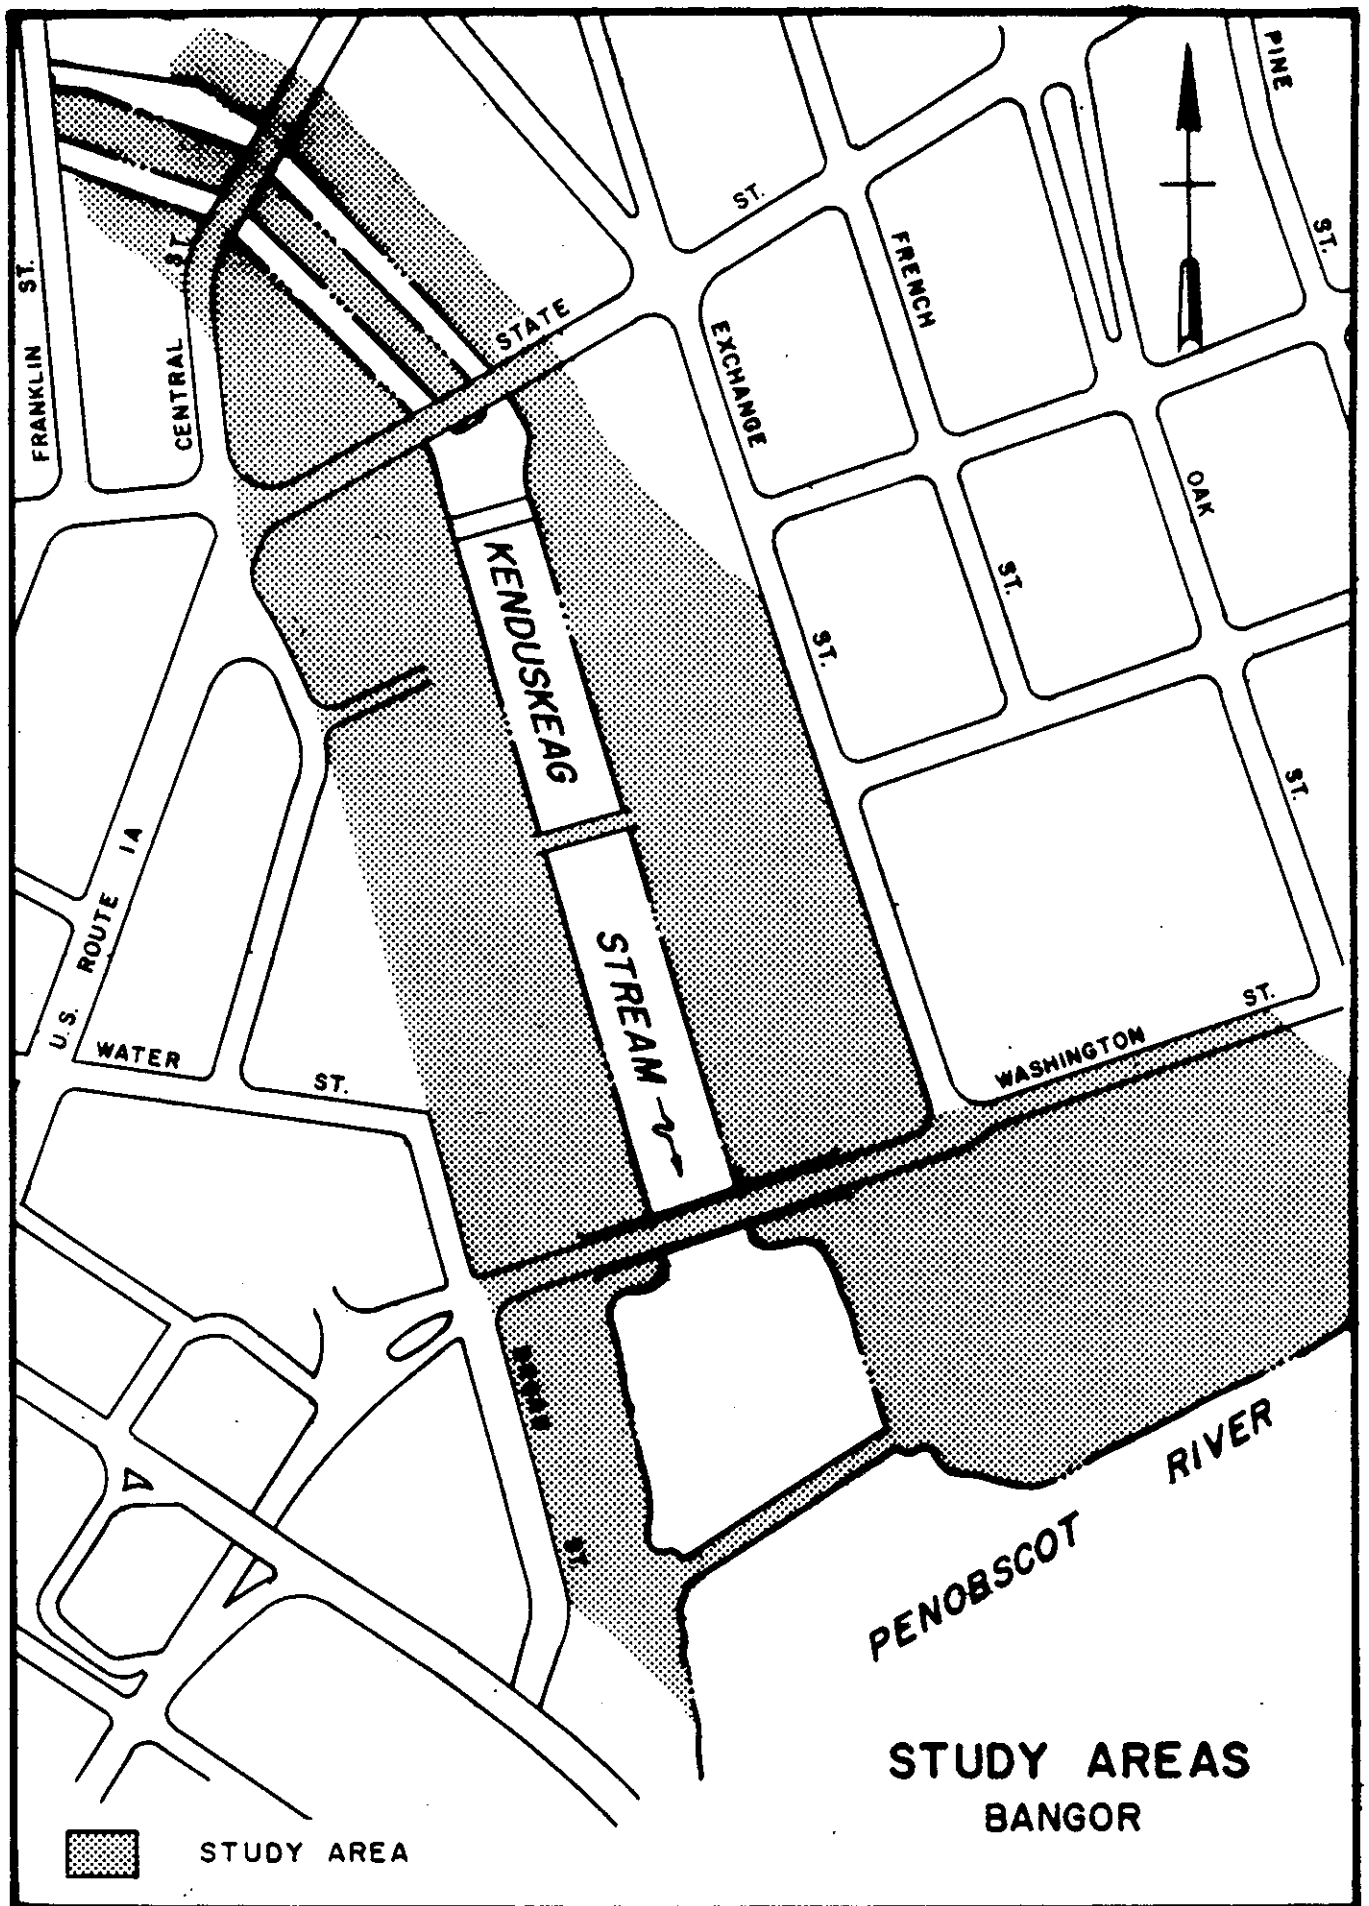 PINE
ST.
ST.
FRENCH
FRANKLIN ST.
CENTRAL
ST.
STATE
EXCHANGE
OAK
KENDUSKEAG
ST.
ST.
ST.
U.S. ROUTE 1A
STREAM
WATER
ST.
WASHINGTON
ST.
ST.
RIVER
PENOBSCOT
STUDY AREAS
BANGOR
STUDY AREA